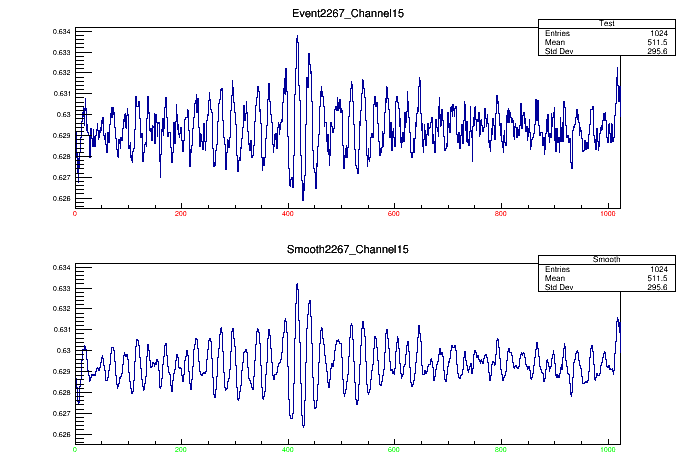 Event2267_Channel15
Test
Entries 1024
Mean 511.5
Std Dev 295.6
0.634
0.633
0.632
0.631
0.63
0.629
0.628
0.627
0.626
0 200 400 600 800 1000
Smooth2267_Channel15
Smooth
Entries 1024
Mean 511.5
Std Dev 295.6
0.634
0.633
0.632
0.631
0.63
0.629
0.628
0.627
0.626
0 200 400 600 800 1000